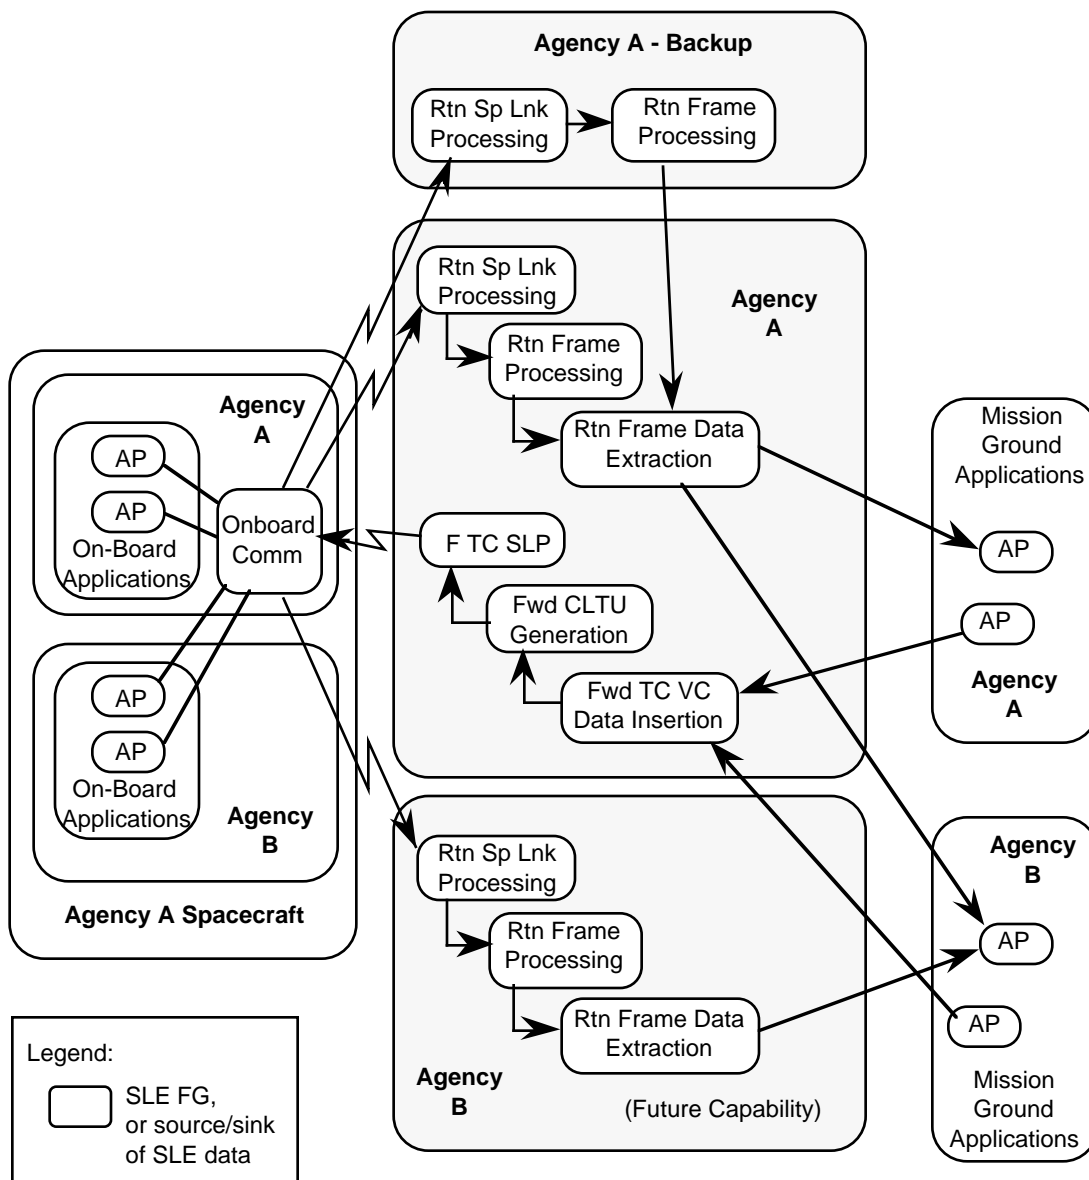 Agency A - Backup
Rtn Sp Lnk
Processing
Rtn Frame
Processing
Rtn Sp Lnk
Processing
Agency
A
Rtn Frame
Processing
Rtn Frame Data
Extraction
F TC SLP
Fwd CLTU
Generation
Fwd TC VC
Data Insertion
Agency
A
AP
AP
On-Board
Applications
Onboard
Comm
AP
AP
On-Board
Applications
Agency
B
Agency A Spacecraft
Mission
Ground
Applications
AP
AP
Agency
A
Rtn Sp Lnk
Processing
Rtn Frame
Processing
Rtn Frame Data
Extraction
Agency
B
(Future Capability)
Agency
B
AP
AP
Mission
Ground
Applications
Legend:
SLE FG,
or source/sink
of SLE data